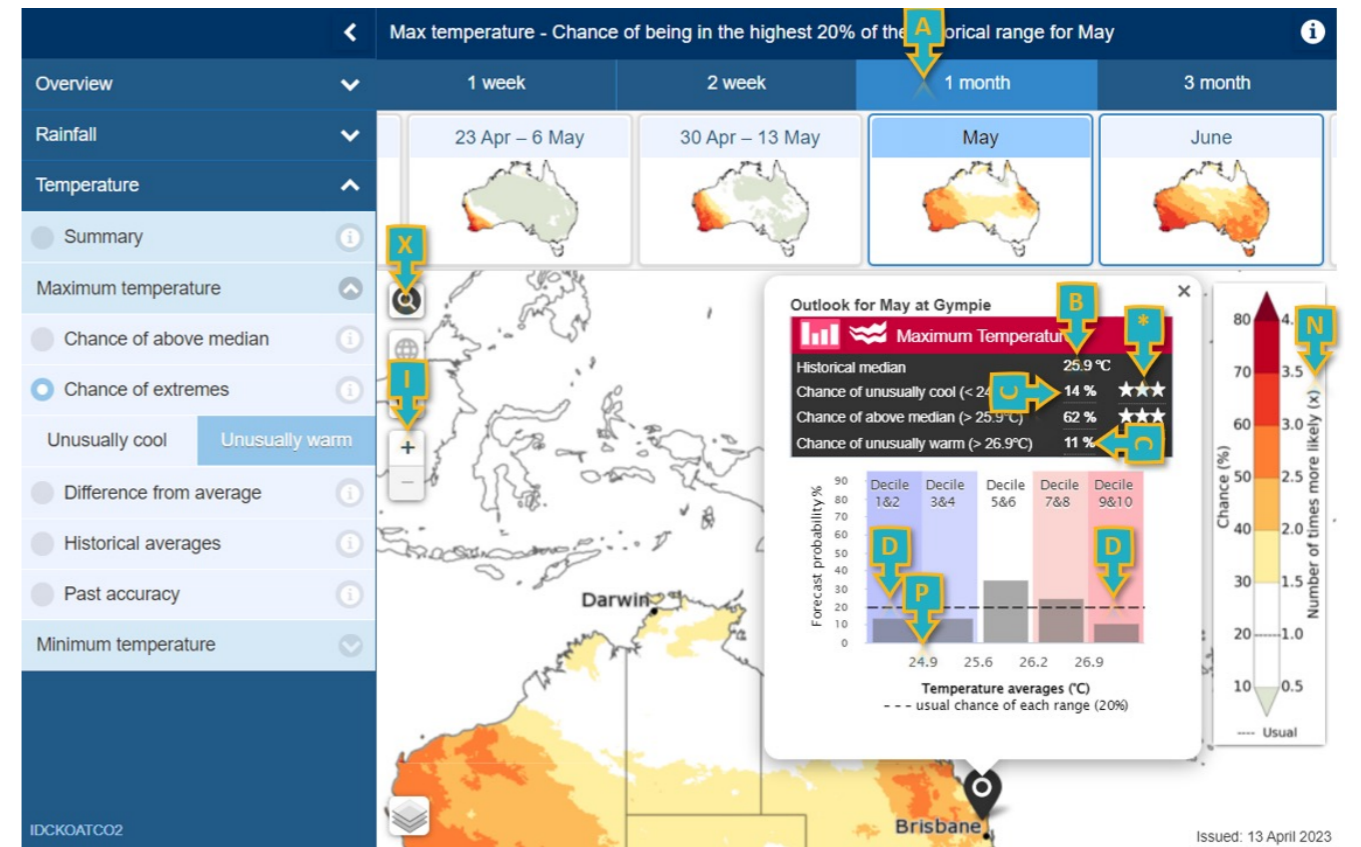 Max temperature - Chance of being in the highest 20% of the orical range for May
A
Overview
Rainfall
Temperature
Summary
Maximum temperature
Chance of above median
Chance of extremes
Unusually cool Unusually warm
Difference from average
Historical averages
Past accuracy
Minimum temperature
IDCKOATCO2
1 week 2 week 1 month 3 month
23 Apr – 6 May 30 Apr – 13 May May June
X
I
+
−
Outlook for May at Gympie
B
*
Maximum Temperatur
Historical median 25.9 °C
Chance of unusually cool (< 24 14 % ★★★
C
Chance of above median (> 25.9°C) 62 % ★★★
Chance of unusually warm (> 26.9°C) 11 %
C
Forecast probability%
90
80
70
60
50
40
30
20
10
0
Decile 1&2
Decile 3&4
Decile 5&6
Decile 7&8
Decile 9&10
D
D
P
24.9 25.6 26.2 26.9
Temperature averages (°C)
- - - usual chance of each range (20%)
N
80 4.
70 3.5
60 3.0
50 2.5
40 2.0
30 1.5
20 1.0
10 0.5
Chance (%)
Number of times more likely (x)
---- Usual
Darwin
Brisbane
Issued: 13 April 2023